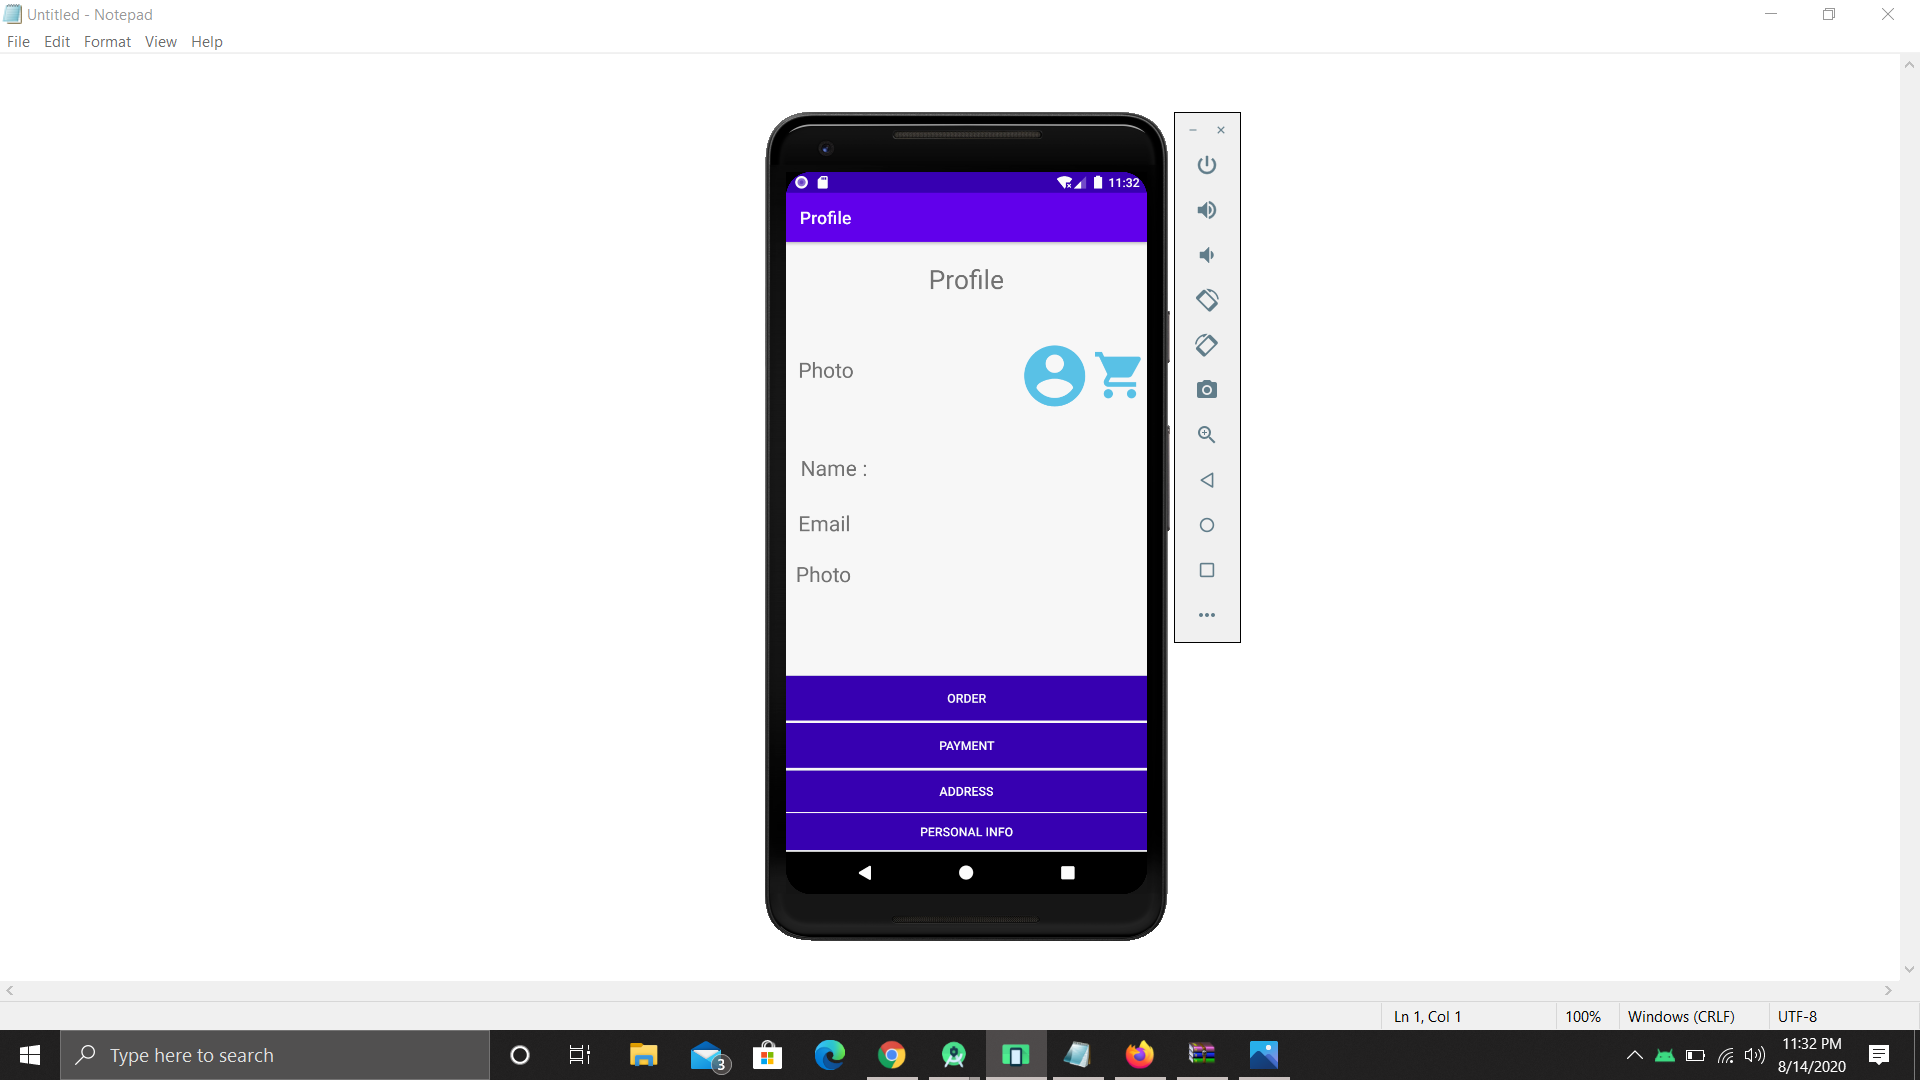 Untitled - Notepad
File Edit Format View Help
11:32
Profile
Profile
Photo
Name :
Email
Photo
ORDER
PAYMENT
ADDRESS
PERSONAL INFO
Ln 1, Col 1 100% Windows (CRLF) UTF-8
Type here to search
3
11:32 PM
8/14/2020